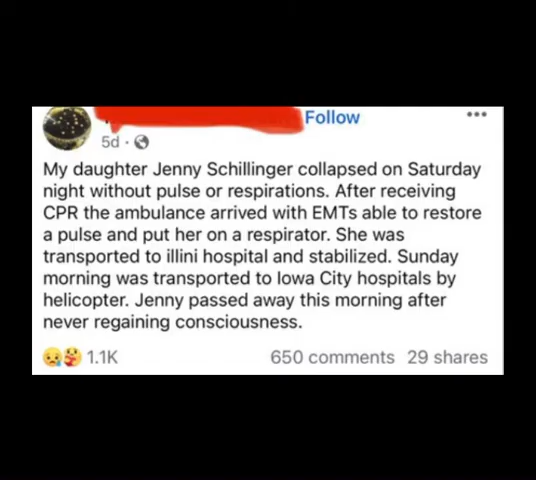 Follow
5d ·
My daughter Jenny Schillinger collapsed on Saturday
night without pulse or respirations. After receiving
CPR the ambulance arrived with EMTs able to restore
a pulse and put her on a respirator. She was
transported to illini hospital and stabilized. Sunday
morning was transported to Iowa City hospitals by
helicopter. Jenny passed away this morning after
never regaining consciousness.
1.1K 650 comments 29 shares